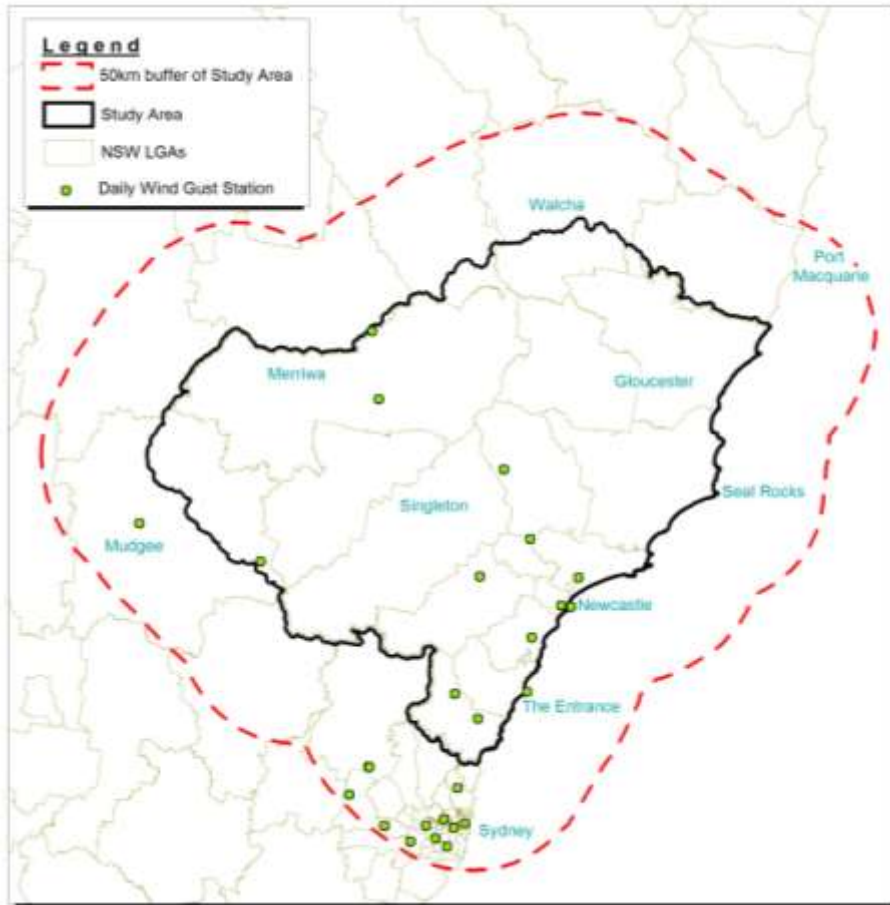 Legend
50km buffer of Study Area
Study Area
NSW LGAs
Daily Wind Gust Station
Walcha
Port
Macquarie
Merriwa
Gloucester
Singleton
Seal Rocks
Mudgee
Newcastle
The Entrance
Sydney